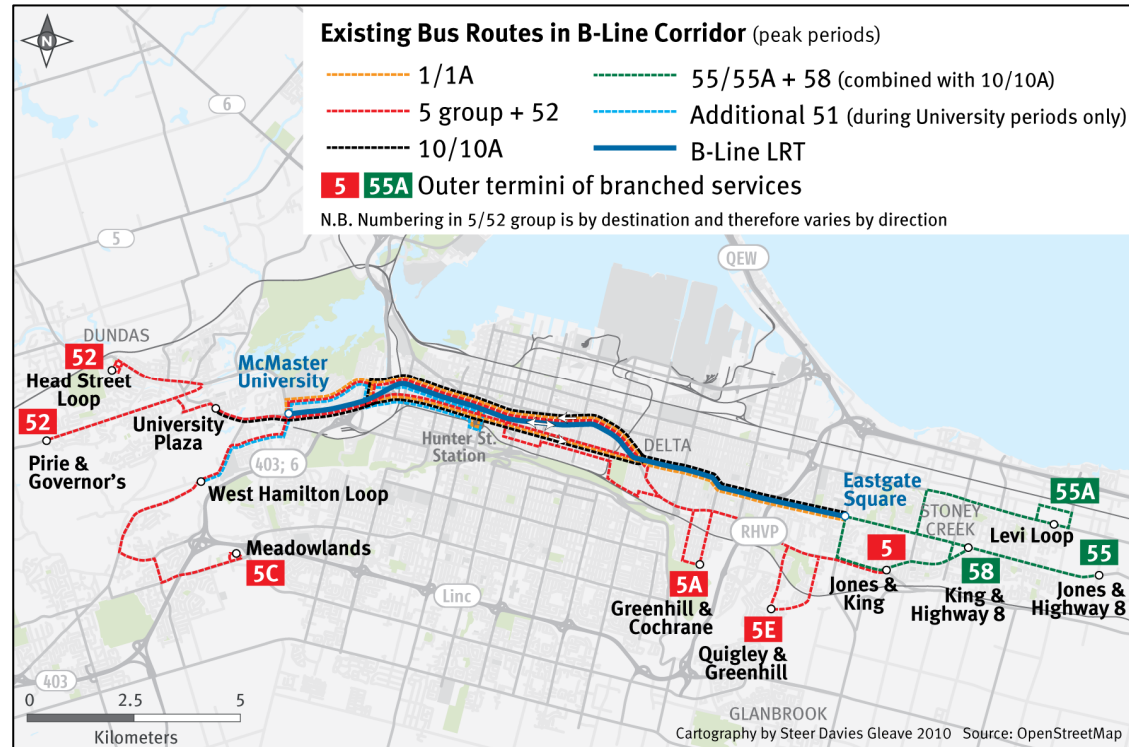 Existing Bus Routes in B-Line Corridor (peak periods)
1/1A
55/55A + 58 (combined with 10/10A)
5 group + 52
Additional 51 (during University periods only)
10/10A
B-Line LRT
5 55A Outer termini of branched services
N.B. Numbering in 5/52 group is by destination and therefore varies by direction
N
6
5
QEW
DUNDAS
52
Head Street
Loop
McMaster
University
52
University
Plaza
Pirie &
Governor's
Hunter St.
Station
DELTA
403; 6
West Hamilton Loop
Eastgate
Square
55A
STONEY
CREEK
Levi Loop
RHVP
Meadowlands
5C
5
Jones &
King
58
King &
Highway 8
55
Jones &
Highway 8
5A
Greenhill &
Cochrane
Linc
5E
Quigley &
Greenhill
403
0 2.5 5
Kilometers
GLANBROOK
Cartography by Steer Davies Gleave 2010 Source: OpenStreetMap